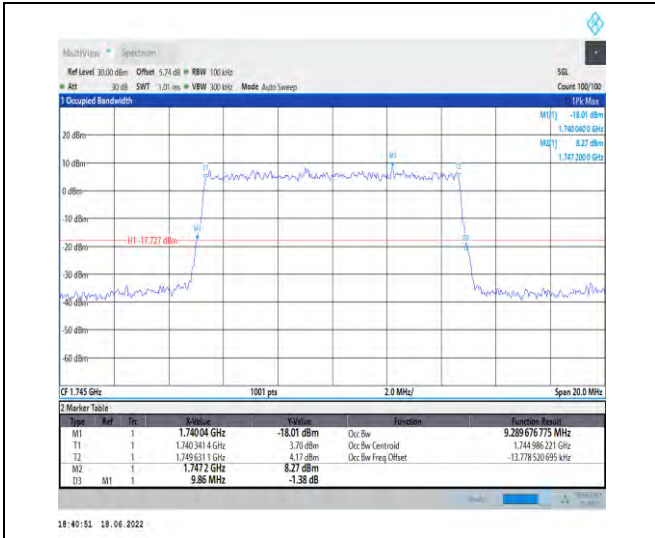 MultiView Spectrum
Ref Level 30.00 dBm Offset 5.74 dB RBW 100 kHz SGL
Att 30 dB SWT 1.01 ms VBW 300 kHz Mode Auto Sweep Count 100/100
1 Occupied Bandwidth 1Pk Max
M1[1] -18.01 dBm
1.740 040 0 GHz
M2[1] 8.27 dBm
1.747 200 0 GHz
20 dBm
10 dBm
0 dBm
-10 dBm
-20 dBm
-30 dBm
-40 dBm
-50 dBm
-60 dBm
T1
M2
T2
M1
D3
H1 -17.727 dBm
CF 1.745 GHz 1001 pts 2.0 MHz/ Span 20.0 MHz
2 Marker Table
Type Ref Trc X-Value Y-Value Function Function Result
M1 1 1.74004 GHz -18.01 dBm Occ Bw 9.289 676 775 MHz
T1 1 1.740 341 4 GHz 3.70 dBm Occ Bw Centroid 1.744 986 221 GHz
T2 1 1.749 631 1 GHz 4.17 dBm Occ Bw Freq Offset -13.778 520 695 kHz
M2 1 1.747 2 GHz 8.27 dBm
D3 M1 1 9.86 MHz -1.38 dB
18:40:51 18.06.2022